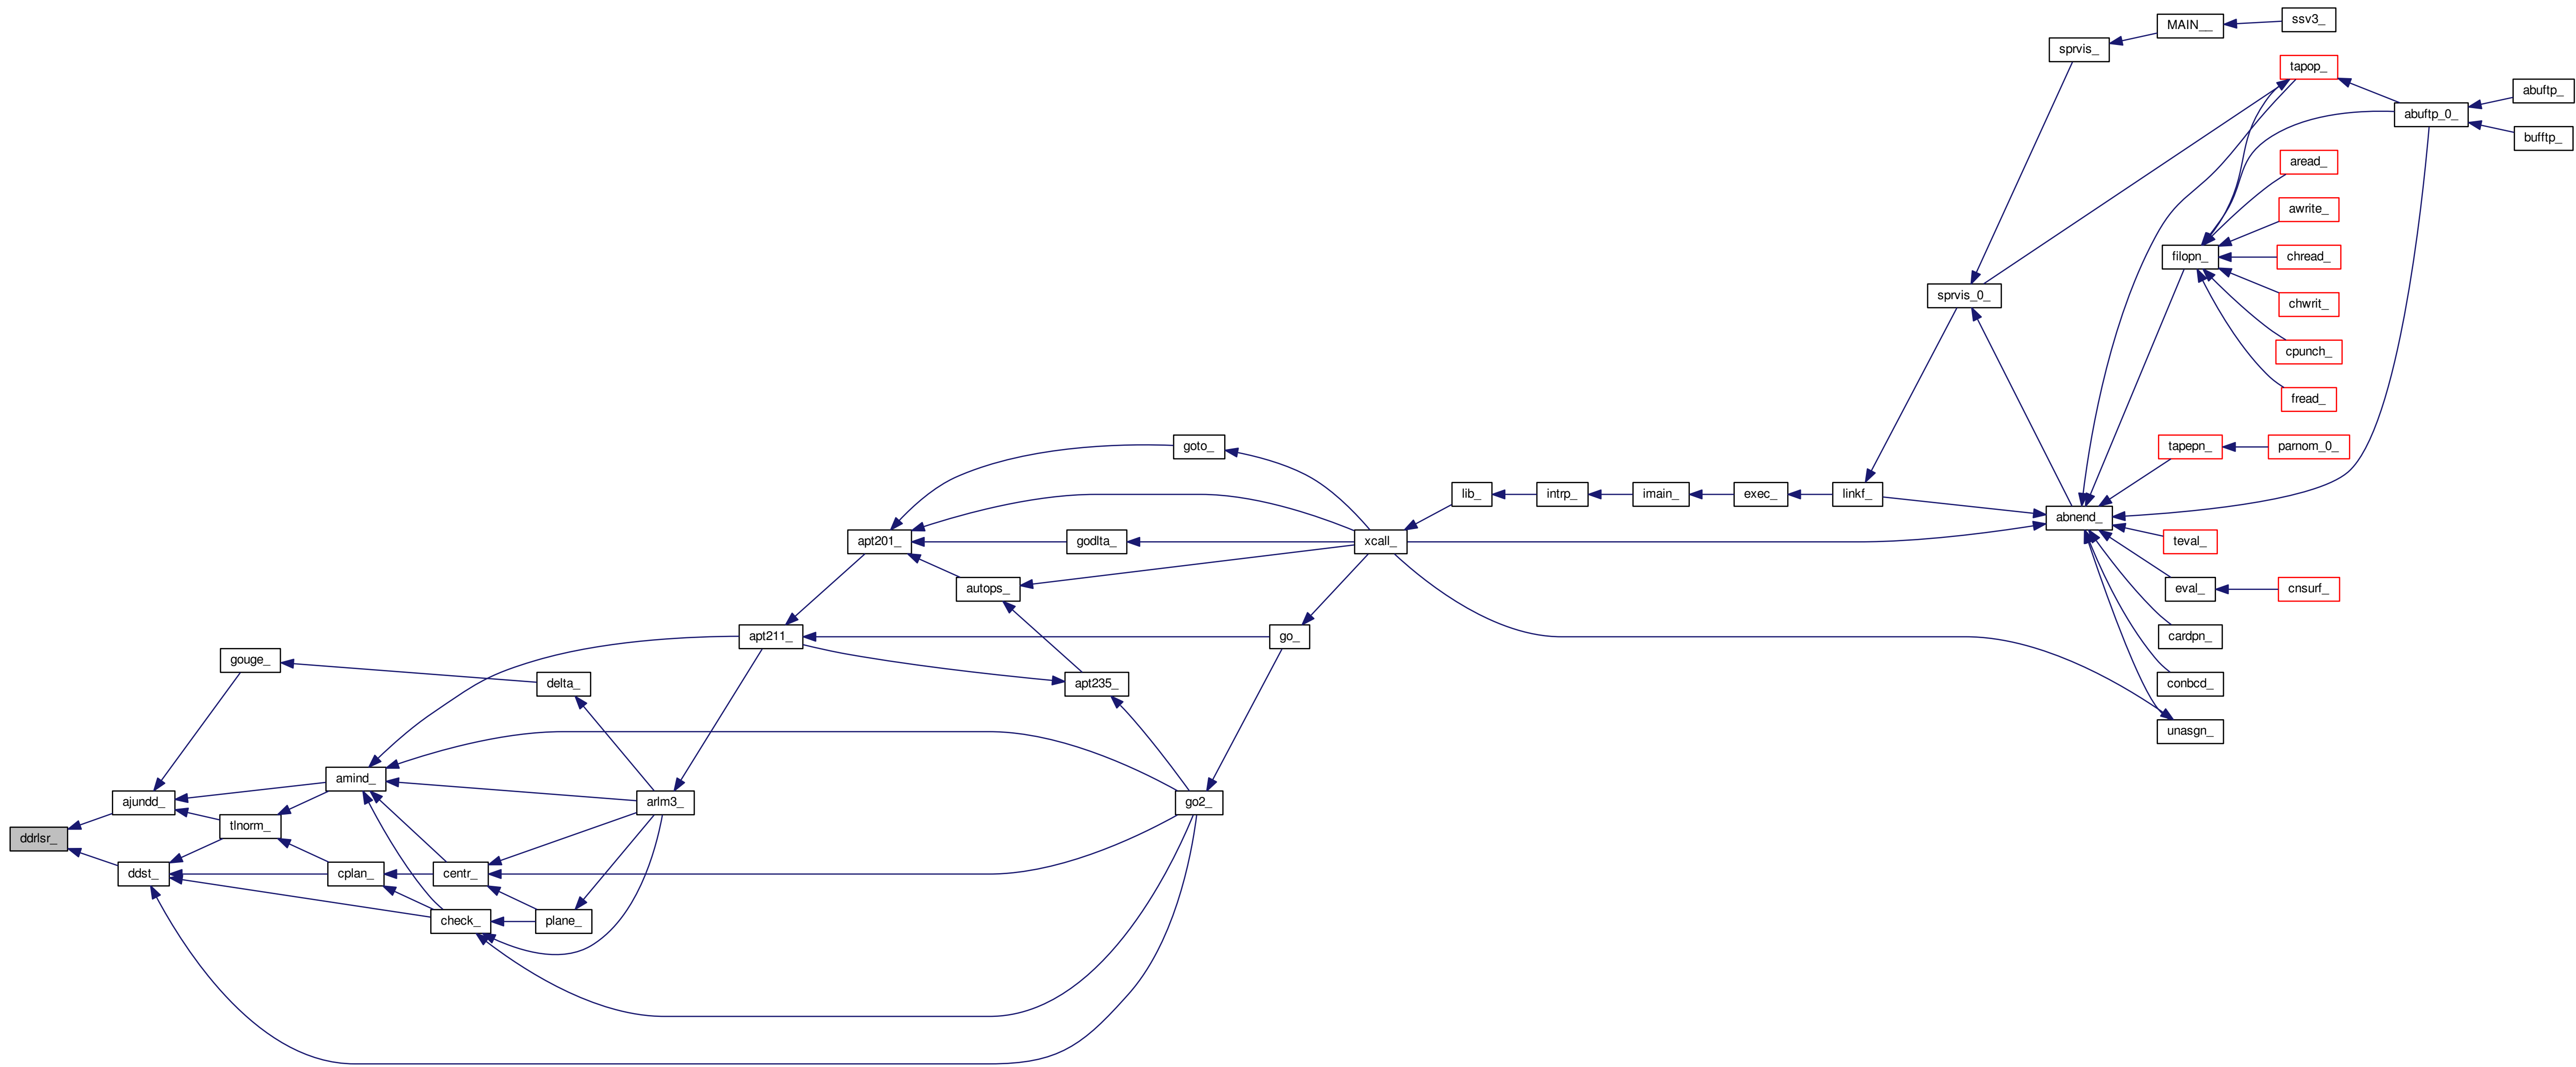 ssv3_
MAIN__
sprvis_
tapop_
abuftp_
abuftp_0_
bufftp_
aread_
awrite_
filopn_
chread_
sprvis_0_
chwrit_
cpunch_
fread_
goto_
tapepn_
parnom_0_
lib_
intrp_
imain_
exec_
linkf_
abnend_
apt201_
godlta_
xcall_
teval_
autops_
eval_
cnsurf_
apt211_
go_
cardpn_
gouge_
delta_
apt235_
conbcd_
unasgn_
amind_
ajundd_
arlm3_
go2_
tlnorm_
ddrlsr_
ddst_
cplan_
centr_
check_
plane_